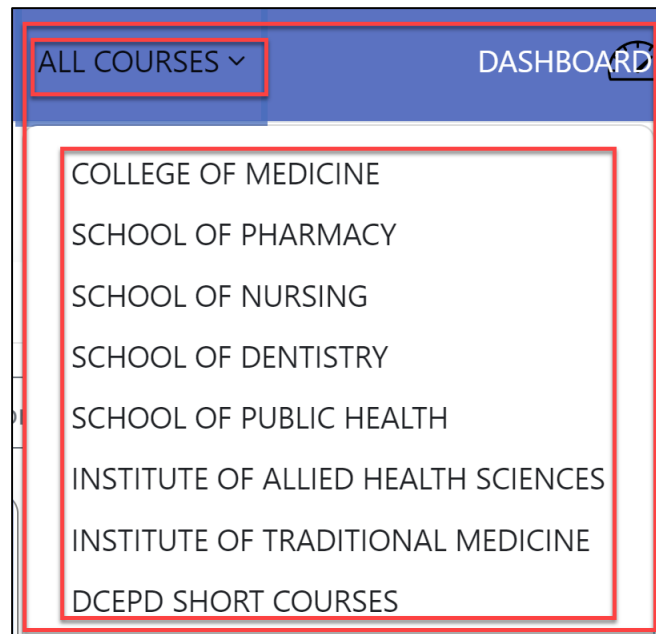 ALL COURSES
DASHBOARD
COLLEGE OF MEDICINE
SCHOOL OF PHARMACY
SCHOOL OF NURSING
SCHOOL OF DENTISTRY
SCHOOL OF PUBLIC HEALTH
INSTITUTE OF ALLIED HEALTH SCIENCES
INSTITUTE OF TRADITIONAL MEDICINE
DCEPD SHORT COURSES